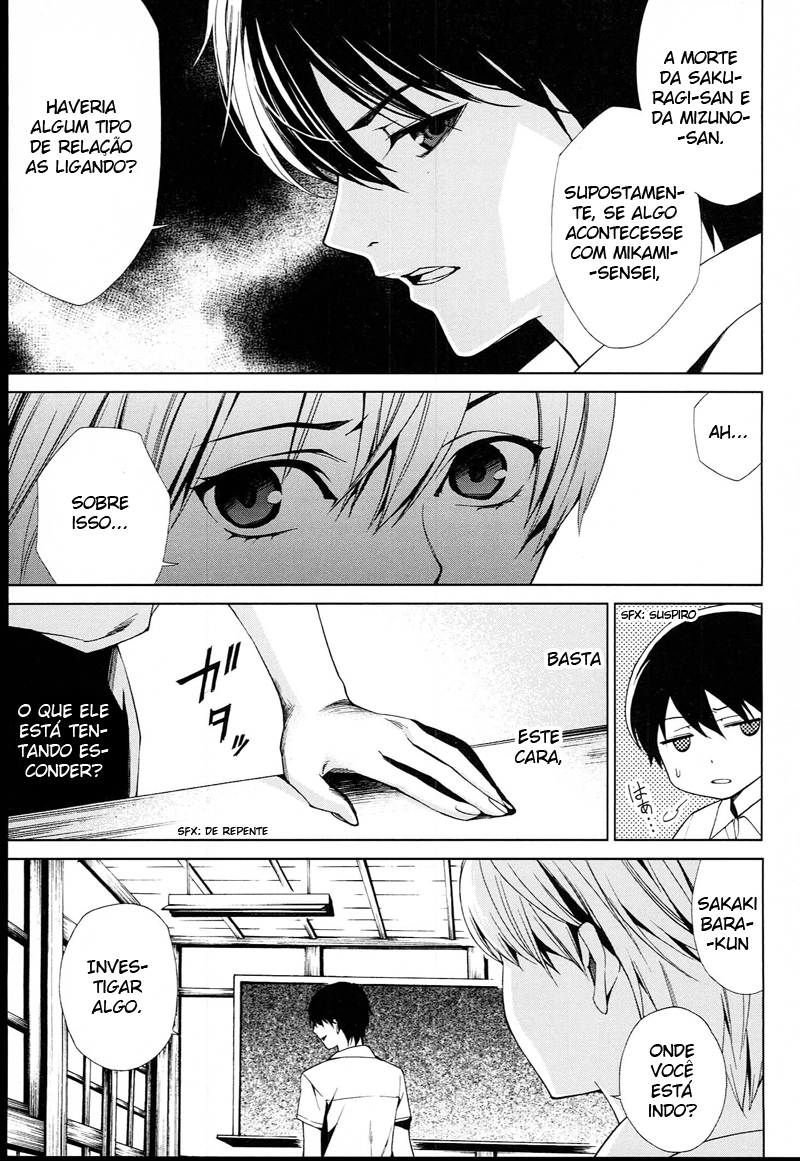 A MORTE
DA SAKU-
RAGI-SAN E
DA MIZUNO-
-SAN.
SUPOSTAMEN-
TE, SE ALGO
ACONTECESSE
COM MIKAMI-
-SENSEI,
HAVERIA
ALGUM TIPO
DE RELAÇÃO
AS LIGANDO?
AH...
SOBRE
ISSO...
SFX: SUSPIRO
はぁ...
BASTA
ESTE
CARA,
ガタッ
SFX: DE REPENTE
O QUE ELE
ESTÁ TEN-
TANDO ES-
CONDER?
SAKAKI
BARA-
-KUN
ONDE
VOCÊ
ESTÁ
INDO?
INVES-
TIGAR
ALGO.